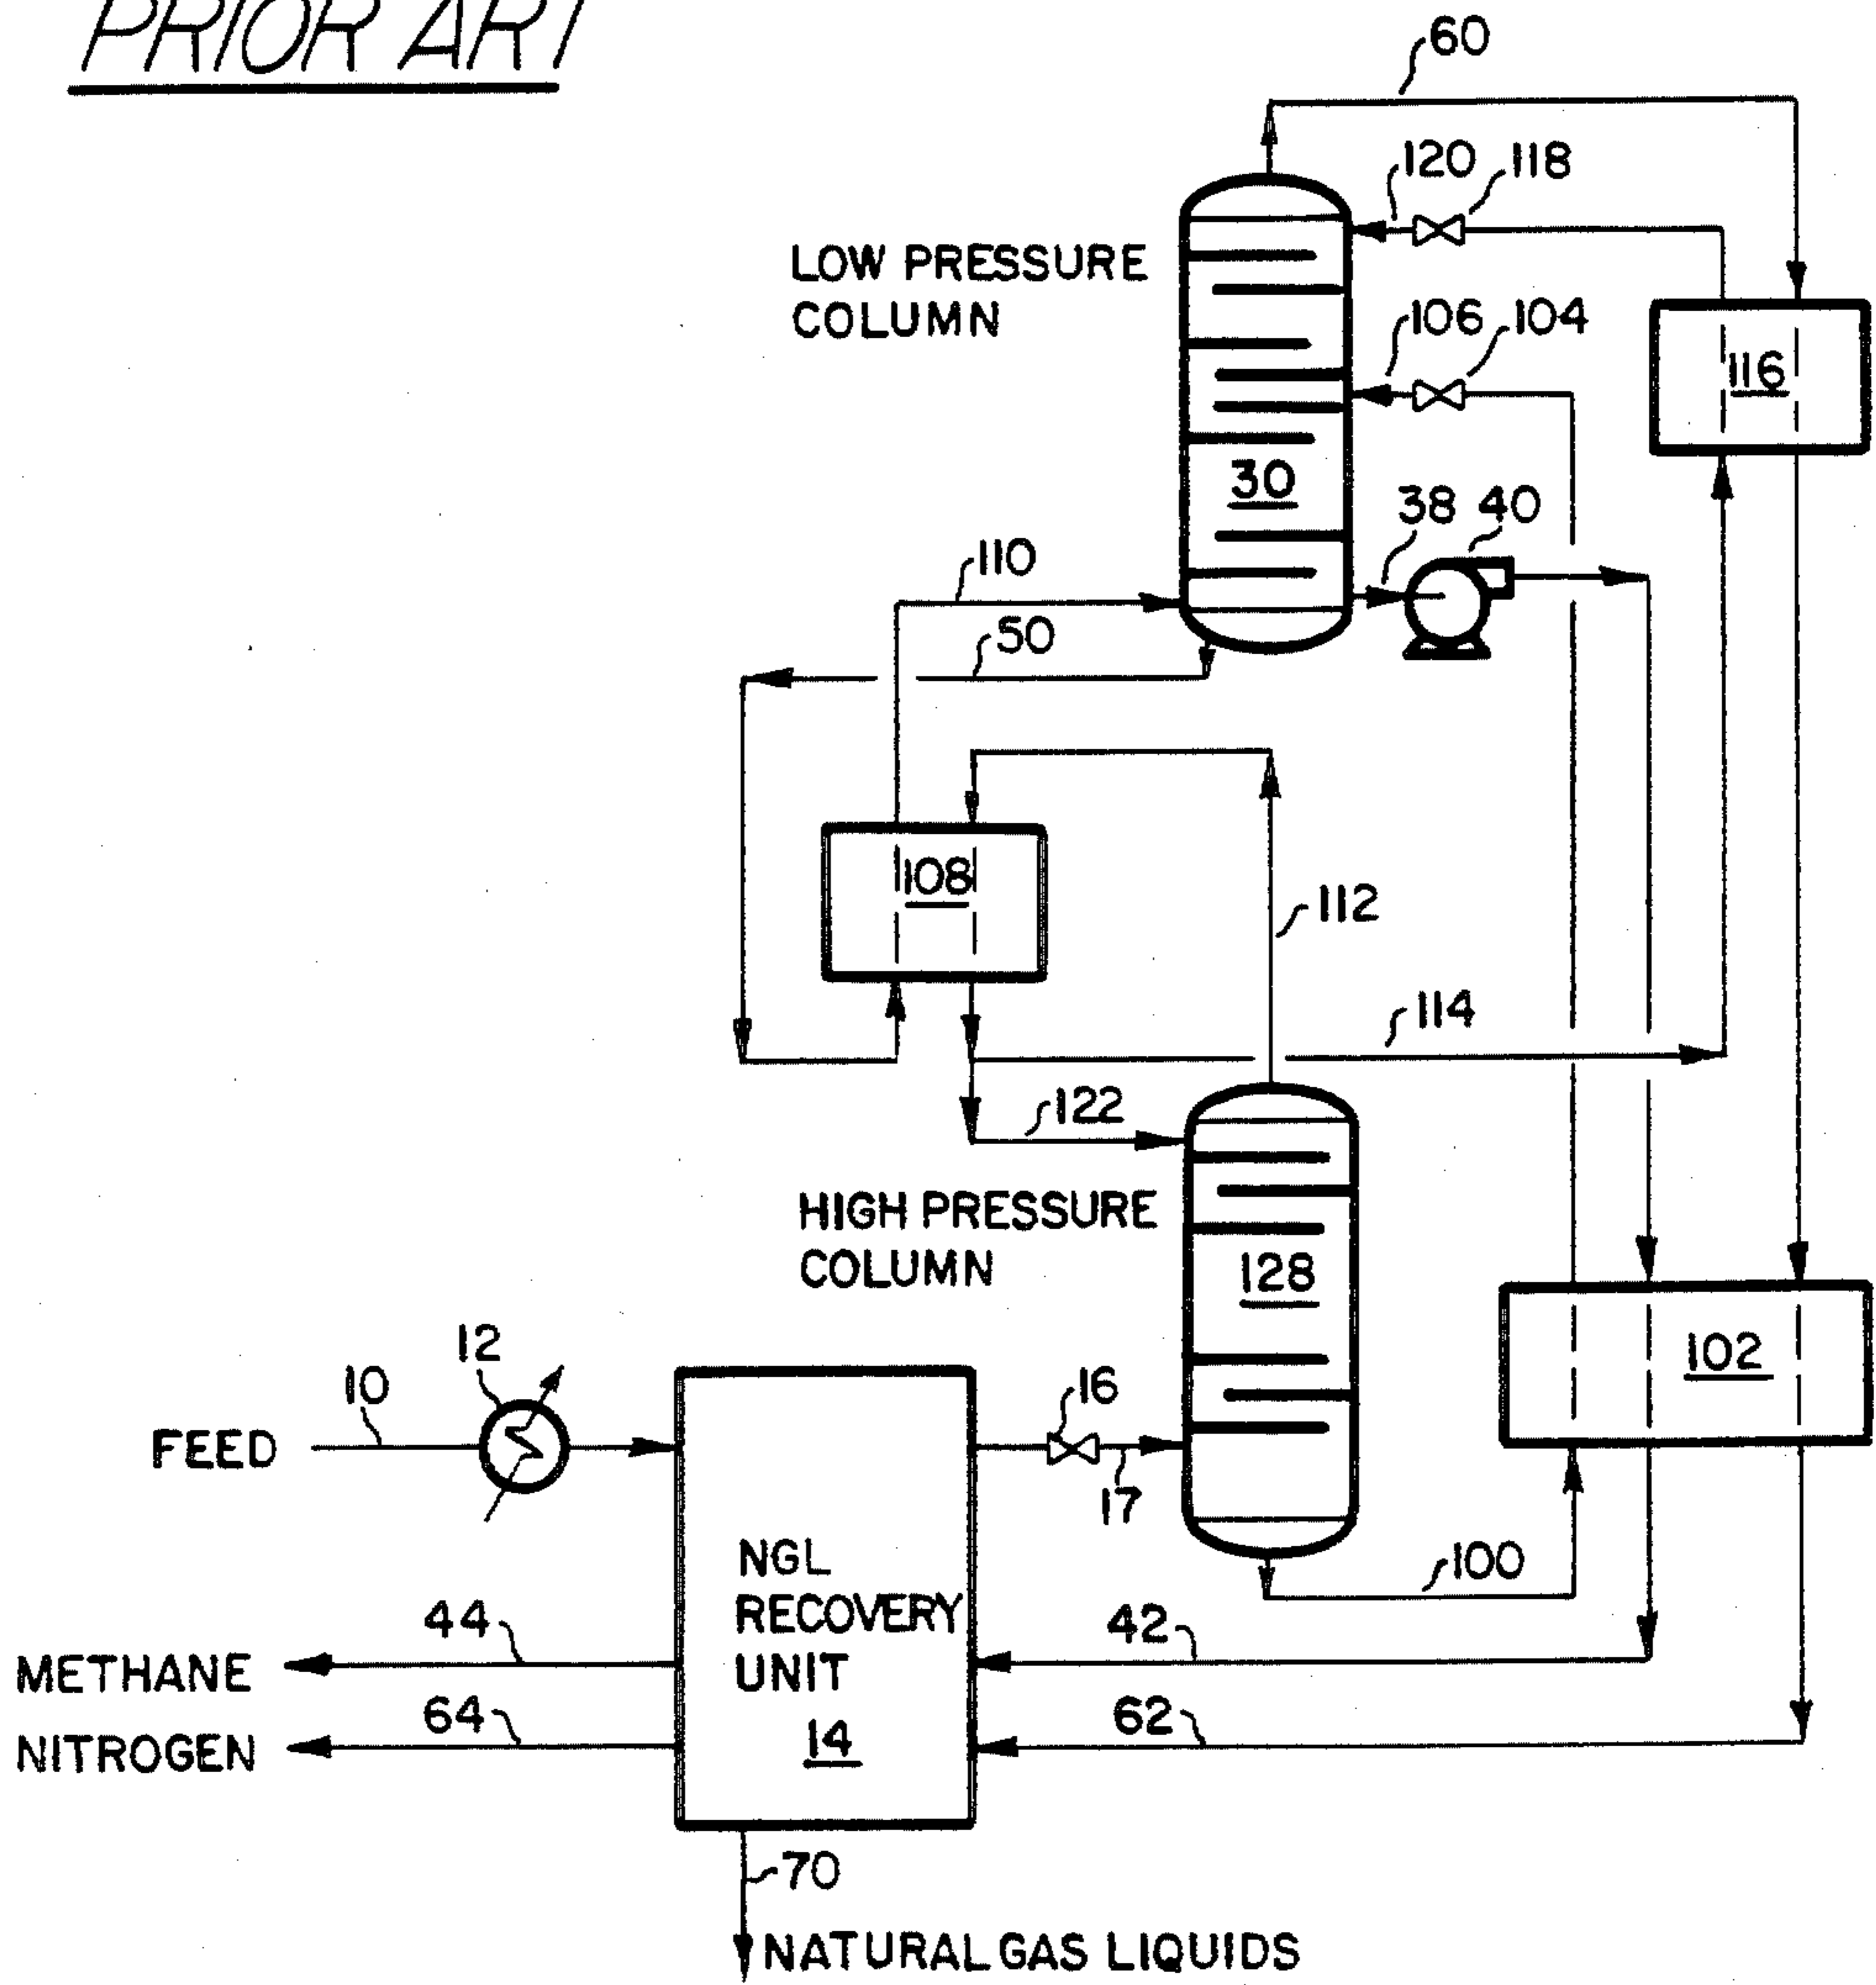 PRIOR ART
60
120
118
LOW PRESSURE
COLUMN
106
104
116
30
38
40
110
50
108
112
114
122
HIGH PRESSURE
COLUMN
128
102
12
10
16
FEED
17
NGL
RECOVERY
UNIT
14
100
44
42
METHANE
64
62
NITROGEN
70
NATURAL GAS LIQUIDS